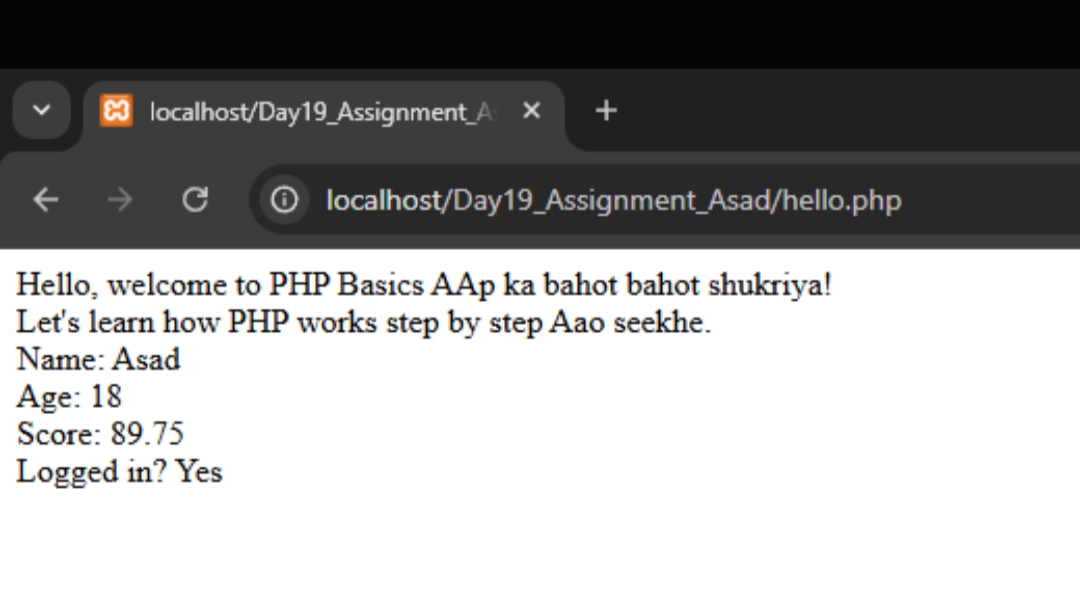 localhost/Day19_Assignment_A
localhost/Day19_Assignment_Asad/hello.php
Hello, welcome to PHP Basics AAp ka bahot bahot shukriya!
Let's learn how PHP works step by step Aao seekhe.
Name: Asad
Age: 18
Score: 89.75
Logged in? Yes